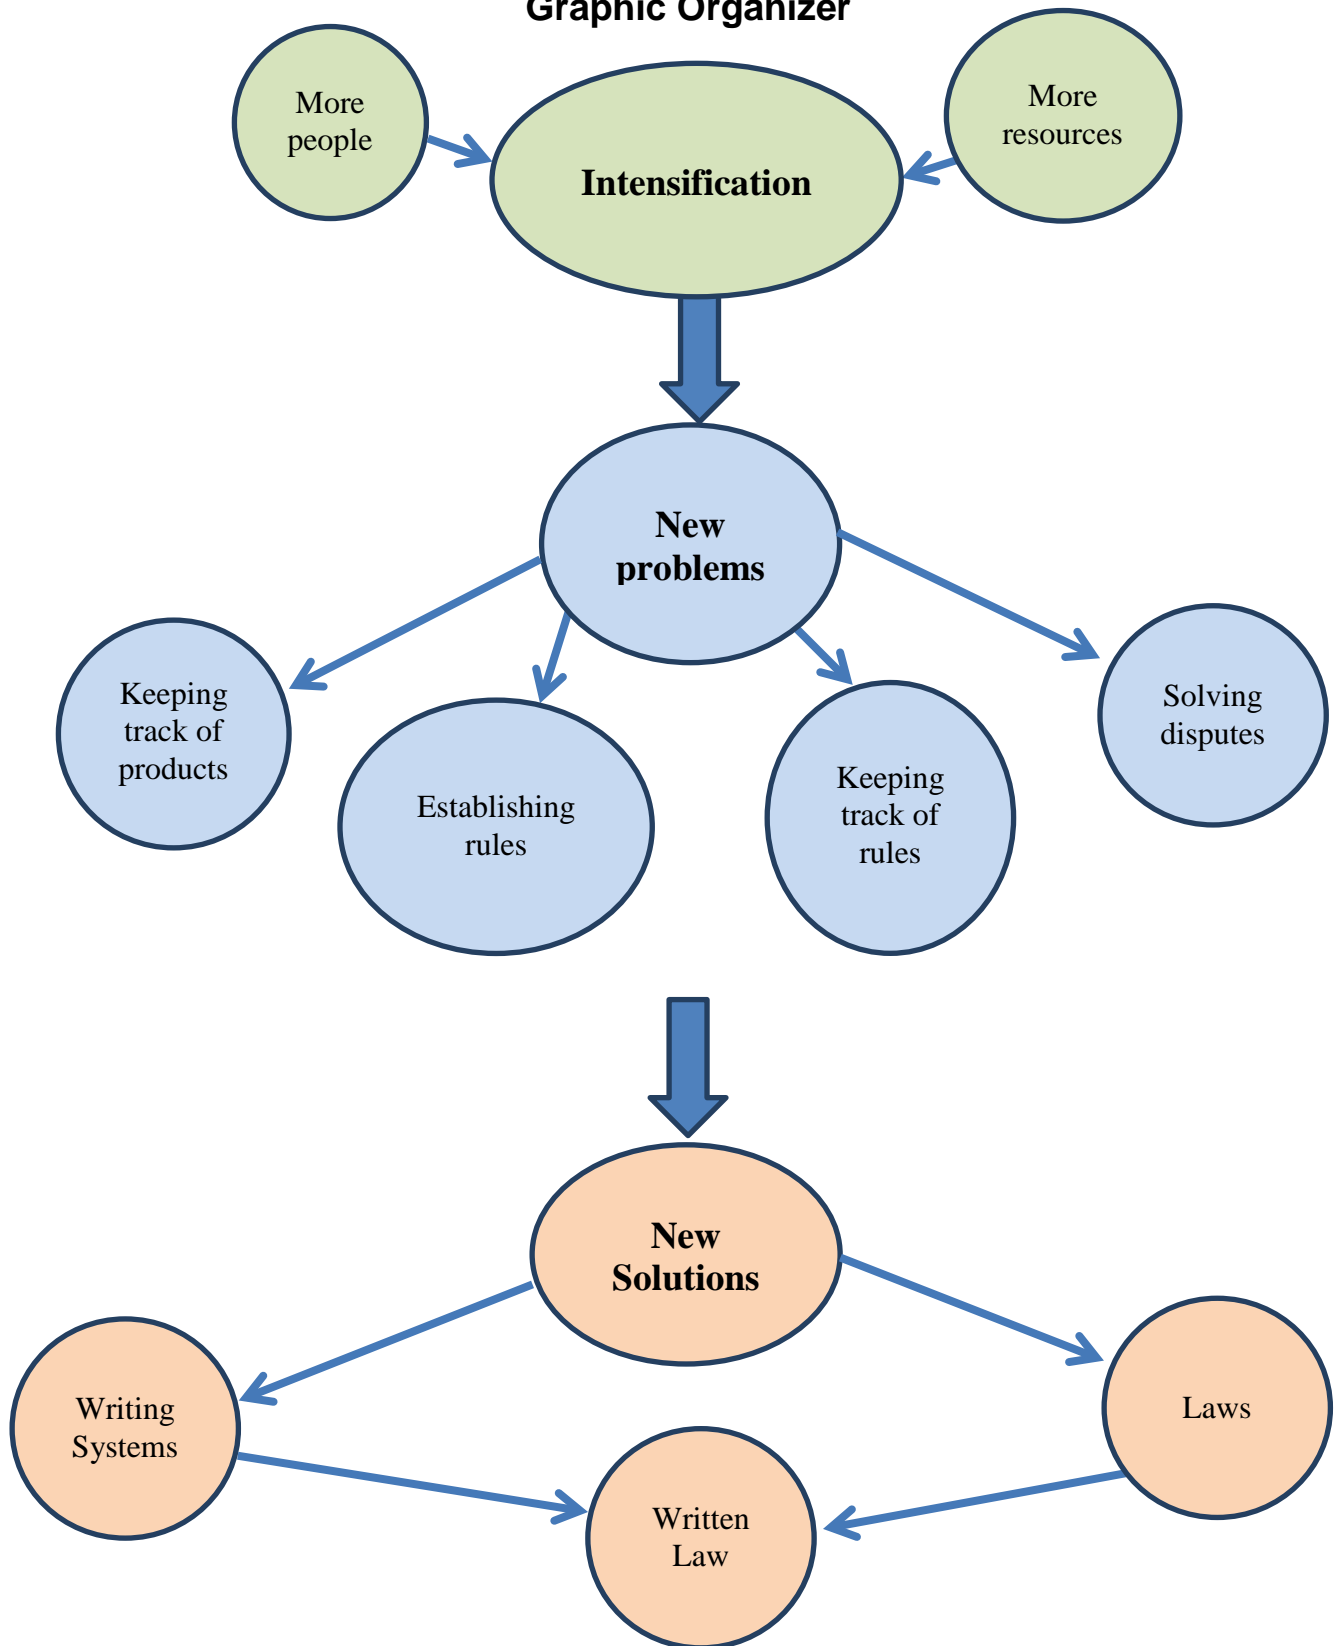 Graphic Organizer
More
people
More
resources
Intensification
New
problems
Keeping
track of
products
Establishing
rules
Keeping
track of
rules
Solving
disputes
New
Solutions
Writing
Systems
Written
Law
Laws